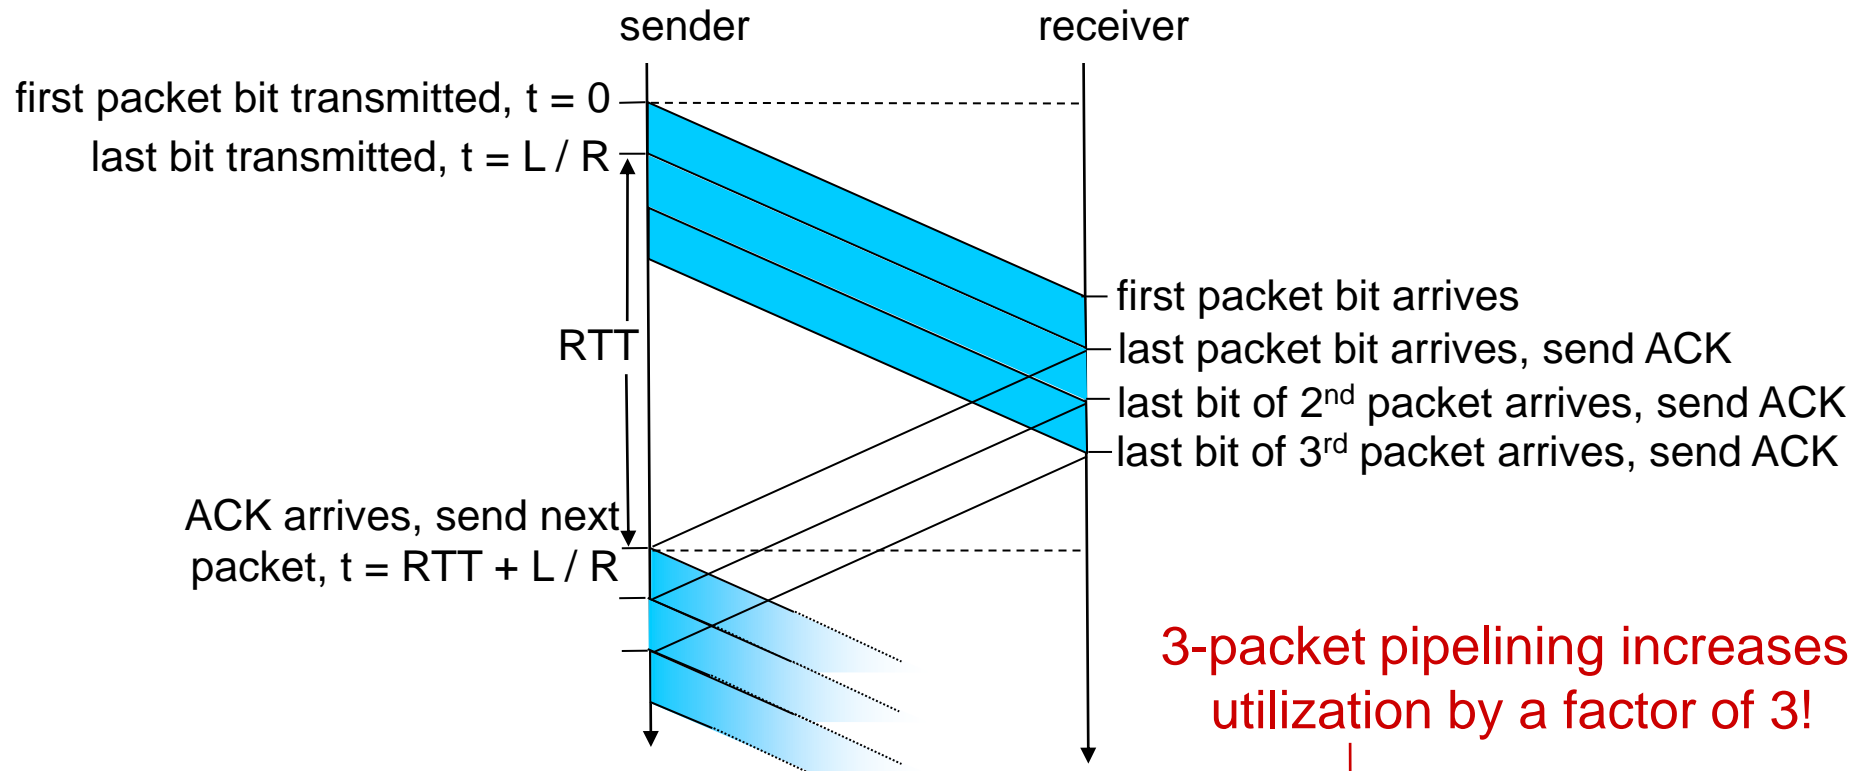 sender
receiver
first packet bit transmitted, t = 0
last bit transmitted, t = L / R
first packet bit arrives
RTT
last packet bit arrives, send ACK
last bit of 2nd packet arrives, send ACK
last bit of 3rd packet arrives, send ACK
ACK arrives, send next
packet, t = RTT + L / R
3-packet pipelining increases
utilization by a factor of 3!